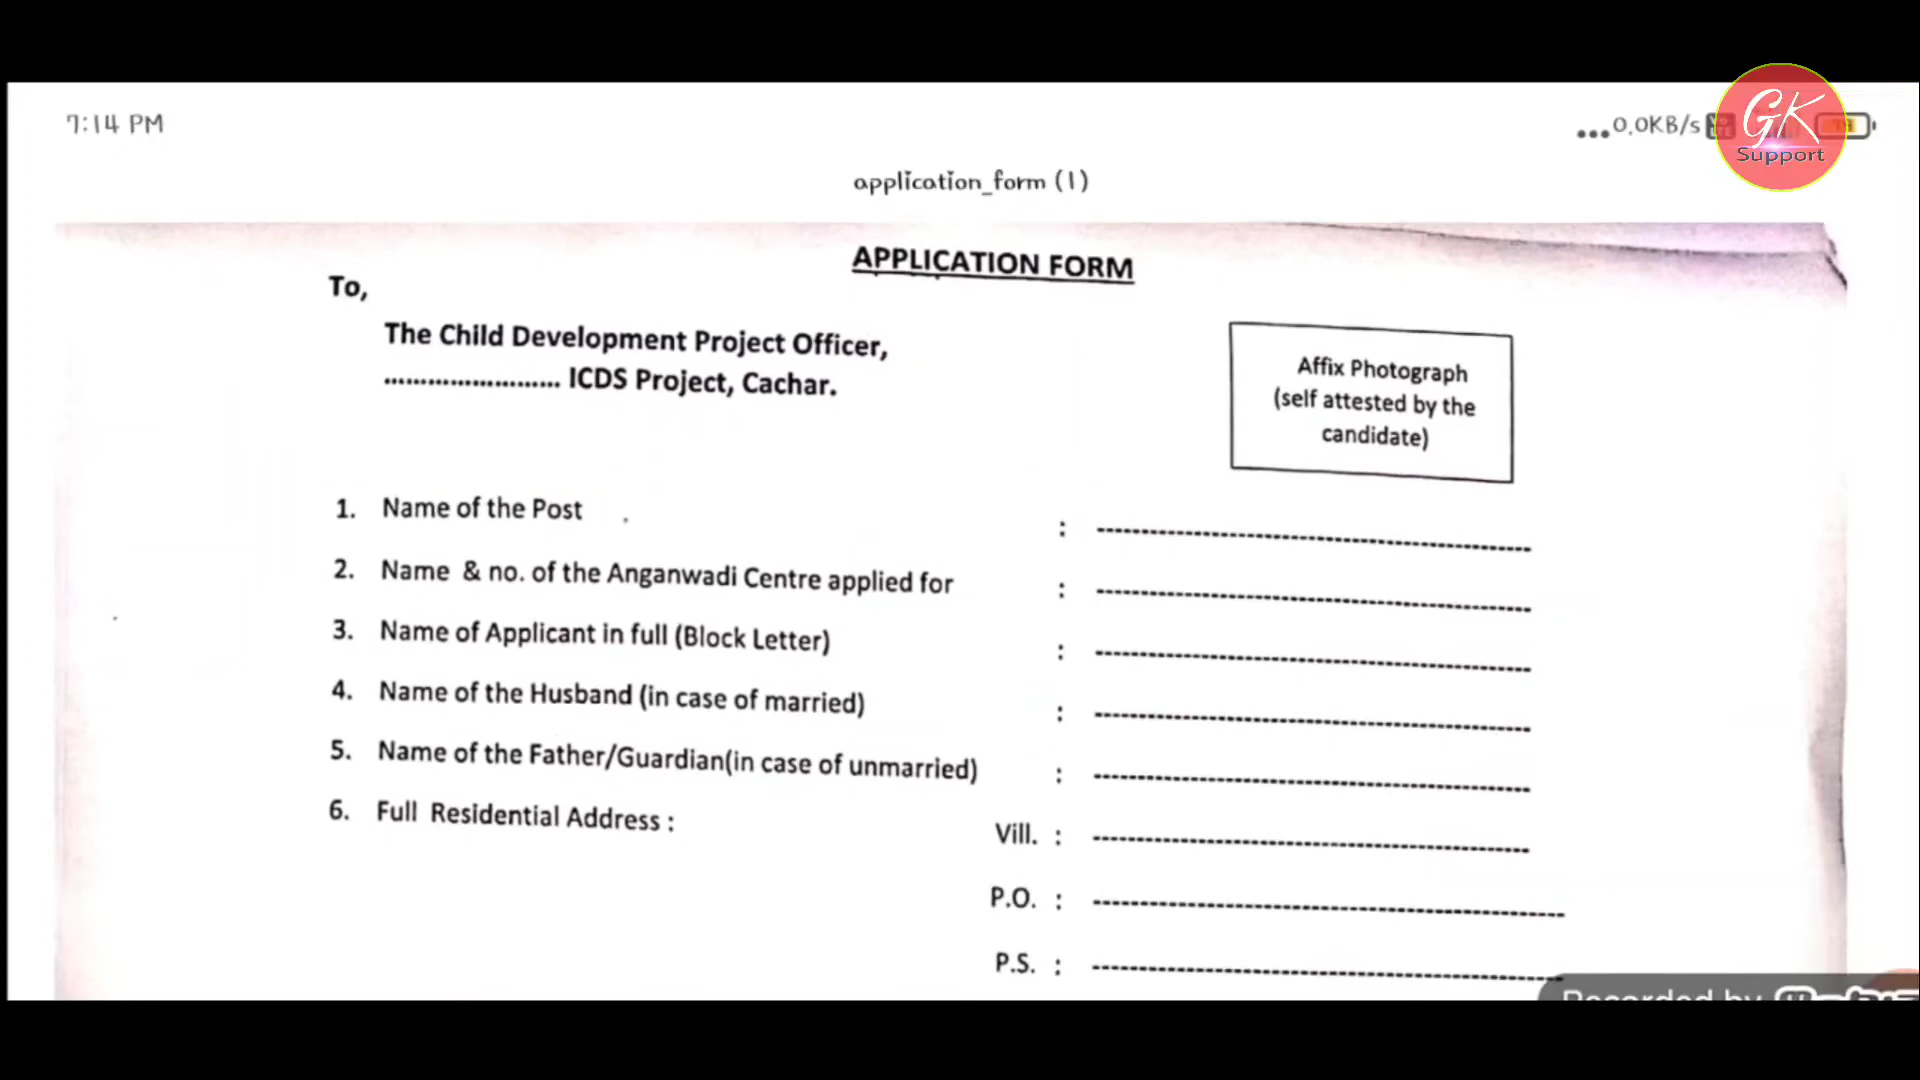 7:14 PM
...0.0KB/s
GK
Support
application_form (1)
APPLICATION FORM
To,
The Child Development Project Officer,
........................ ICDS Project, Cachar.
Affix Photograph
(self attested by the
candidate)
1. Name of the Post :
2. Name & no. of the Anganwadi Centre applied for :
3. Name of Applicant in full (Block Letter) :
4. Name of the Husband (in case of married) :
5. Name of the Father/Guardian(in case of unmarried) :
6. Full Residential Address : Vill. :
P.O. :
P.S. :
Recorded by